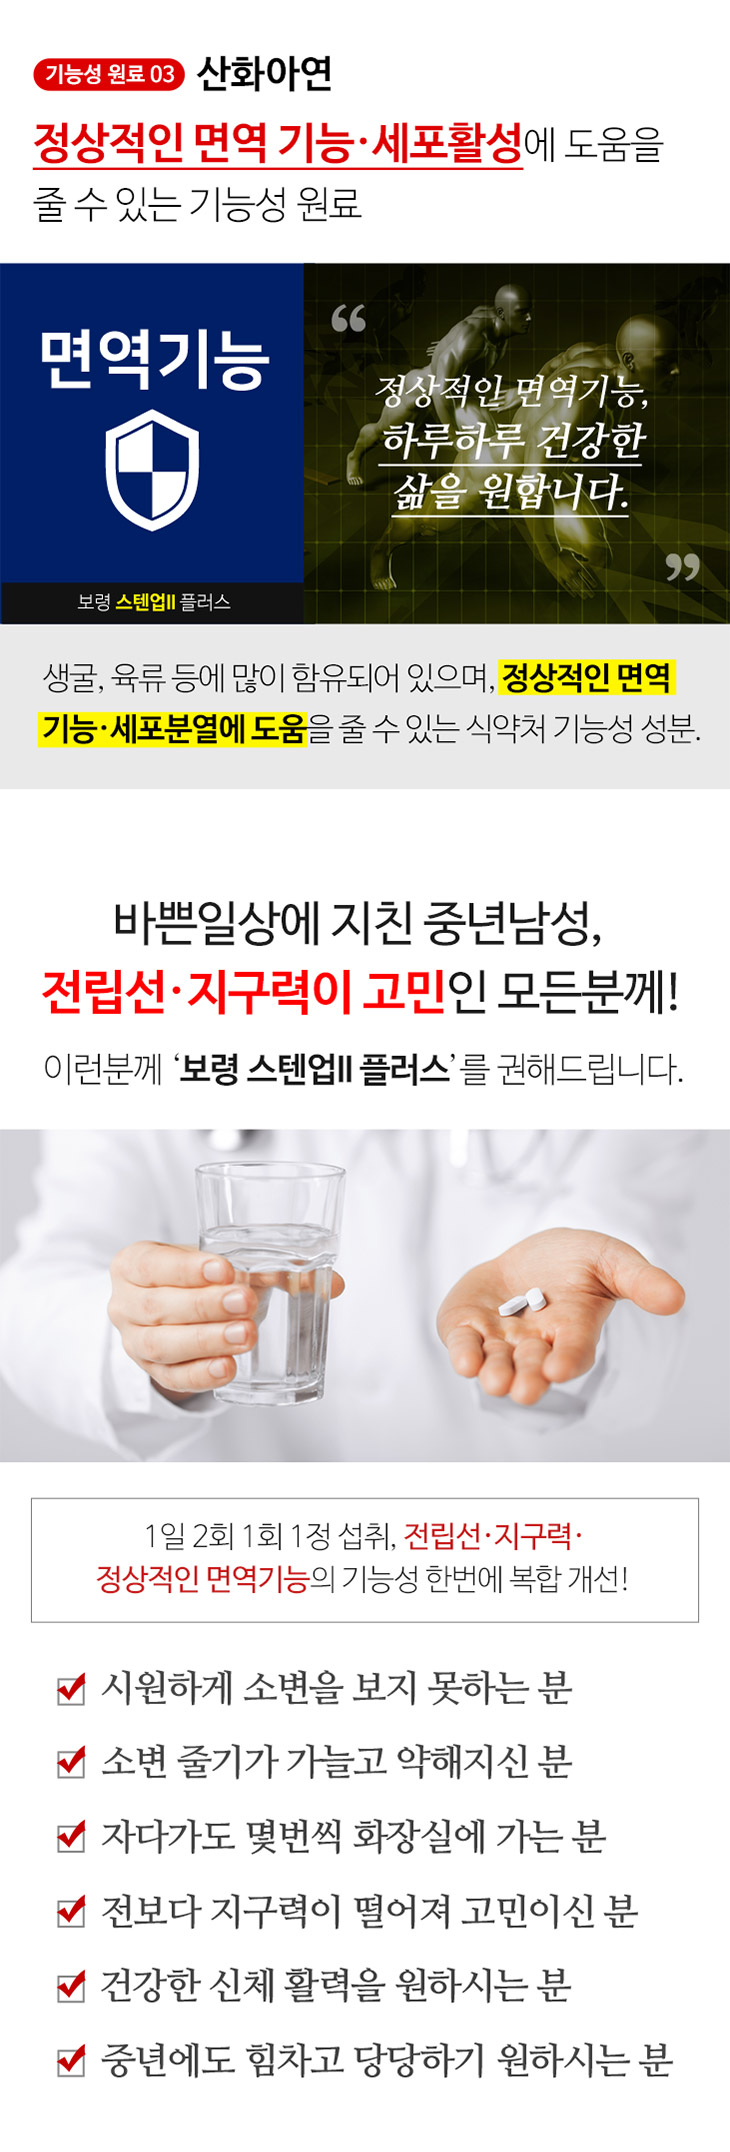 기능성 원료 03 산화아연
정상적인 면역 기능·세포활성에 도움을
줄 수 있는 기능성 원료
면역기능
보령 스텐업II 플러스
“
정상적인 면역기능,
하루하루 건강한
삶을 원합니다.
”
생굴, 육류 등에 많이 함유되어 있으며, 정상적인 면역
기능·세포분열에 도움을 줄 수 있는 식약처 기능성 성분.
바쁜일상에 지친 중년남성,
전립선·지구력이 고민인 모든분께!
이런분께 ‘보령 스텐업II 플러스’를 권해드립니다.
1일 2회 1회 1정 섭취, 전립선·지구력·
정상적인 면역기능의 기능성 한번에 복합 개선!
시원하게 소변을 보지 못하는 분
소변 줄기가 가늘고 약해지신 분
자다가도 몇번씩 화장실에 가는 분
전보다 지구력이 떨어져 고민이신 분
건강한 신체 활력을 원하시는 분
중년에도 힘차고 당당하기 원하시는 분